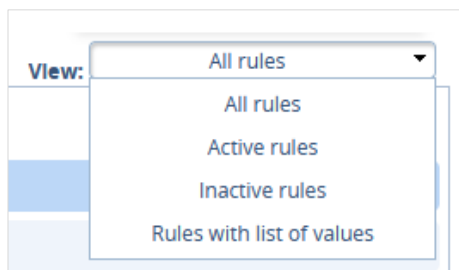 View: All rules
All rules
Active rules
Inactive rules
Rules with list of values